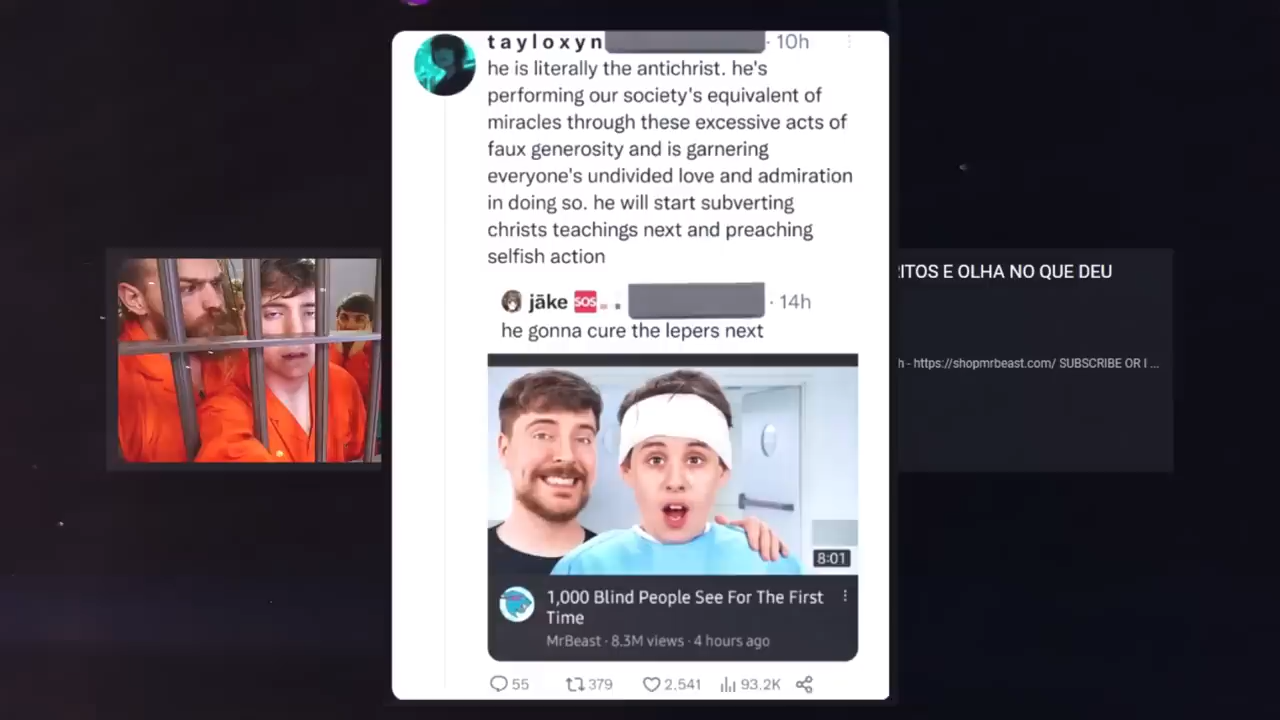 tayloxyn · 10h
he is literally the antichrist. he's
performing our society's equivalent of
miracles through these excessive acts of
faux generosity and is garnering
everyone's undivided love and admiration
in doing so. he will start subverting
christs teachings next and preaching
selfish action
jāke SOS · 14h
he gonna cure the lepers next
8:01
1,000 Blind People See For The First
Time
MrBeast · 8.3M views · 4 hours ago
55 379 2,541 93.2K
ITOS E OLHA NO QUE DEU
h - https://shopmrbeast.com/ SUBSCRIBE OR I ...